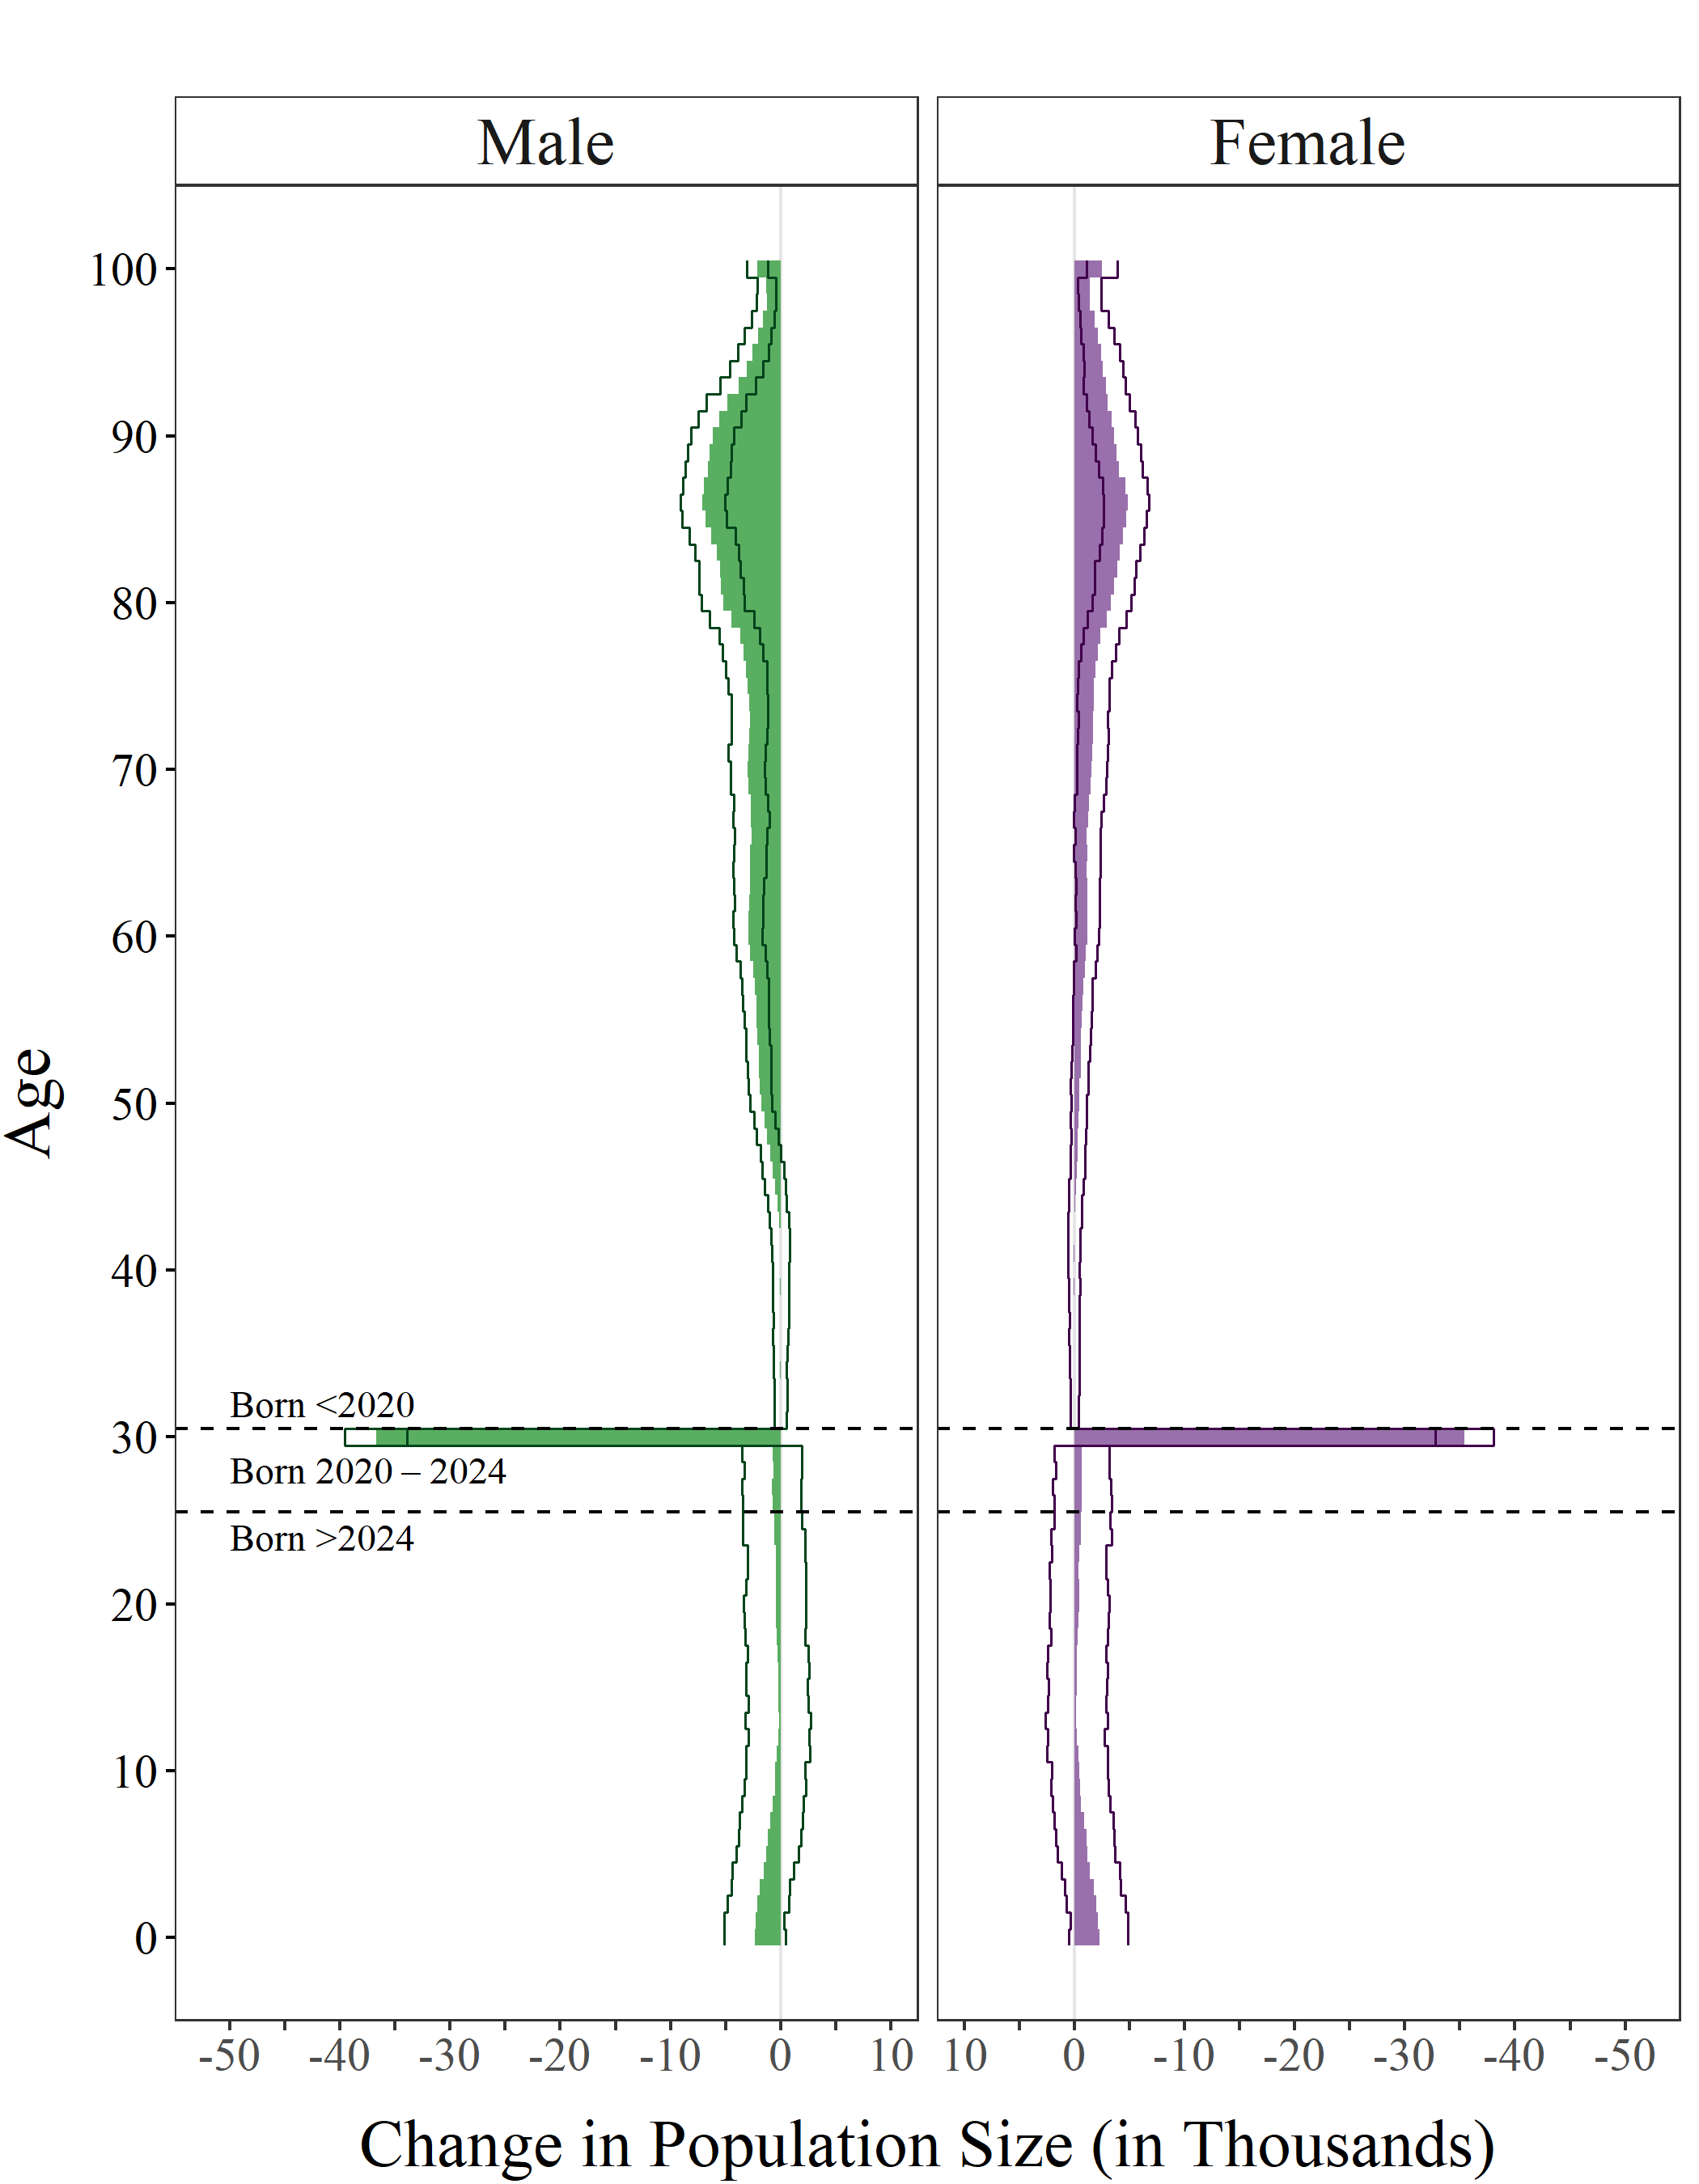 Male Female
100
90
80
70
60
50
40
Born <2020
30
Born 2020 – 2024
Born >2024
20
10
0
Age
-50 -40 -30 -20 -10 0 10 10 0 -10 -20 -30 -40 -50
Change in Population Size (in Thousands)